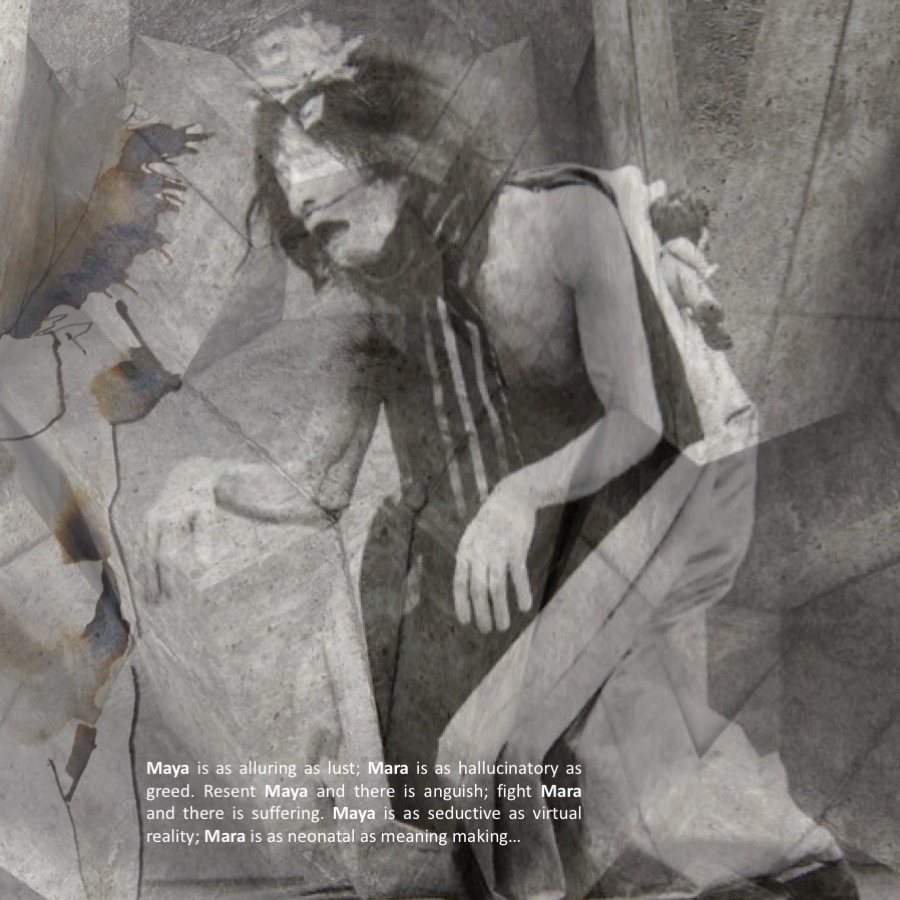 Maya is as alluring as lust; Mara is as hallucinatory as
greed. Resent Maya and there is anguish; fight Mara
and there is suffering. Maya is as seductive as virtual
reality; Mara is as neonatal as meaning making...